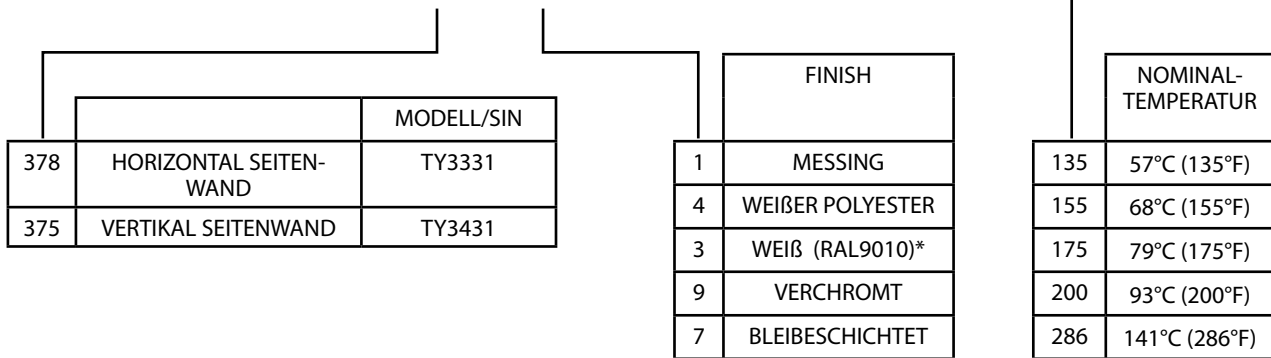 MODELL/SIN
378 HORIZONTAL SEITEN-
WAND TY3331
375 VERTIKAL SEITENWAND TY3431
FINISH
1 MESSING
4 WEIßER POLYESTER
3 WEIß (RAL9010)*
9 VERCHROMT
7 BLEIBESCHICHTET
NOMINAL-
TEMPERATUR
135 57°C (135°F)
155 68°C (155°F)
175 79°C (175°F)
200 93°C (200°F)
286 141°C (286°F)